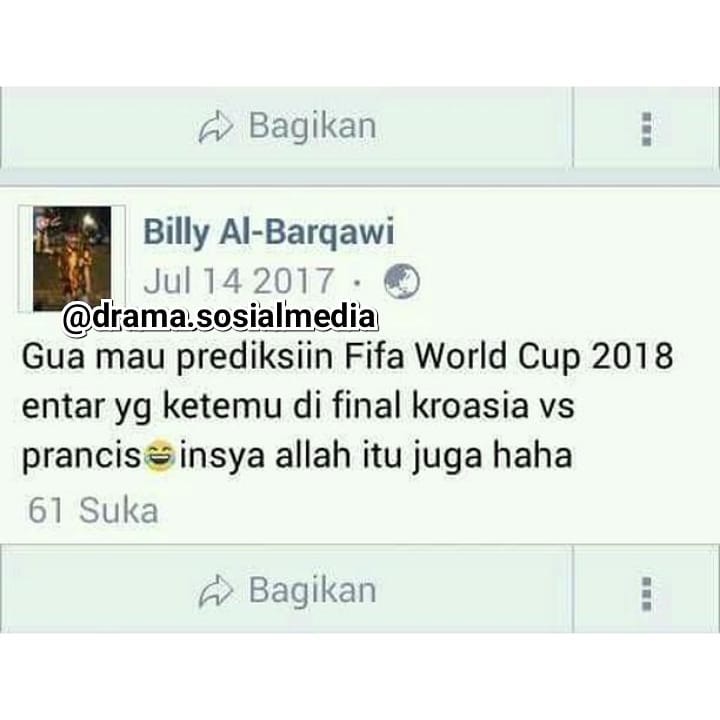 Bagikan
Billy Al-Barqawi
Jul 14 2017 ·
@drama.sosialmedia
Gua mau prediksiin Fifa World Cup 2018
entar yg ketemu di final kroasia vs
prancis😂insya allah itu juga haha
61 Suka
Bagikan